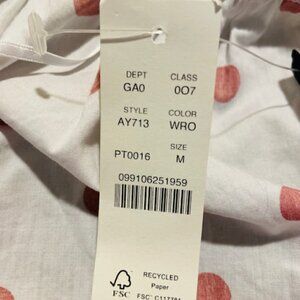 DEPT CLASS
GA0 007
STYLE COLOR
AY713 WRO
SIZE
PT0016 M
099106251959
RECYCLED
Paper
FSC